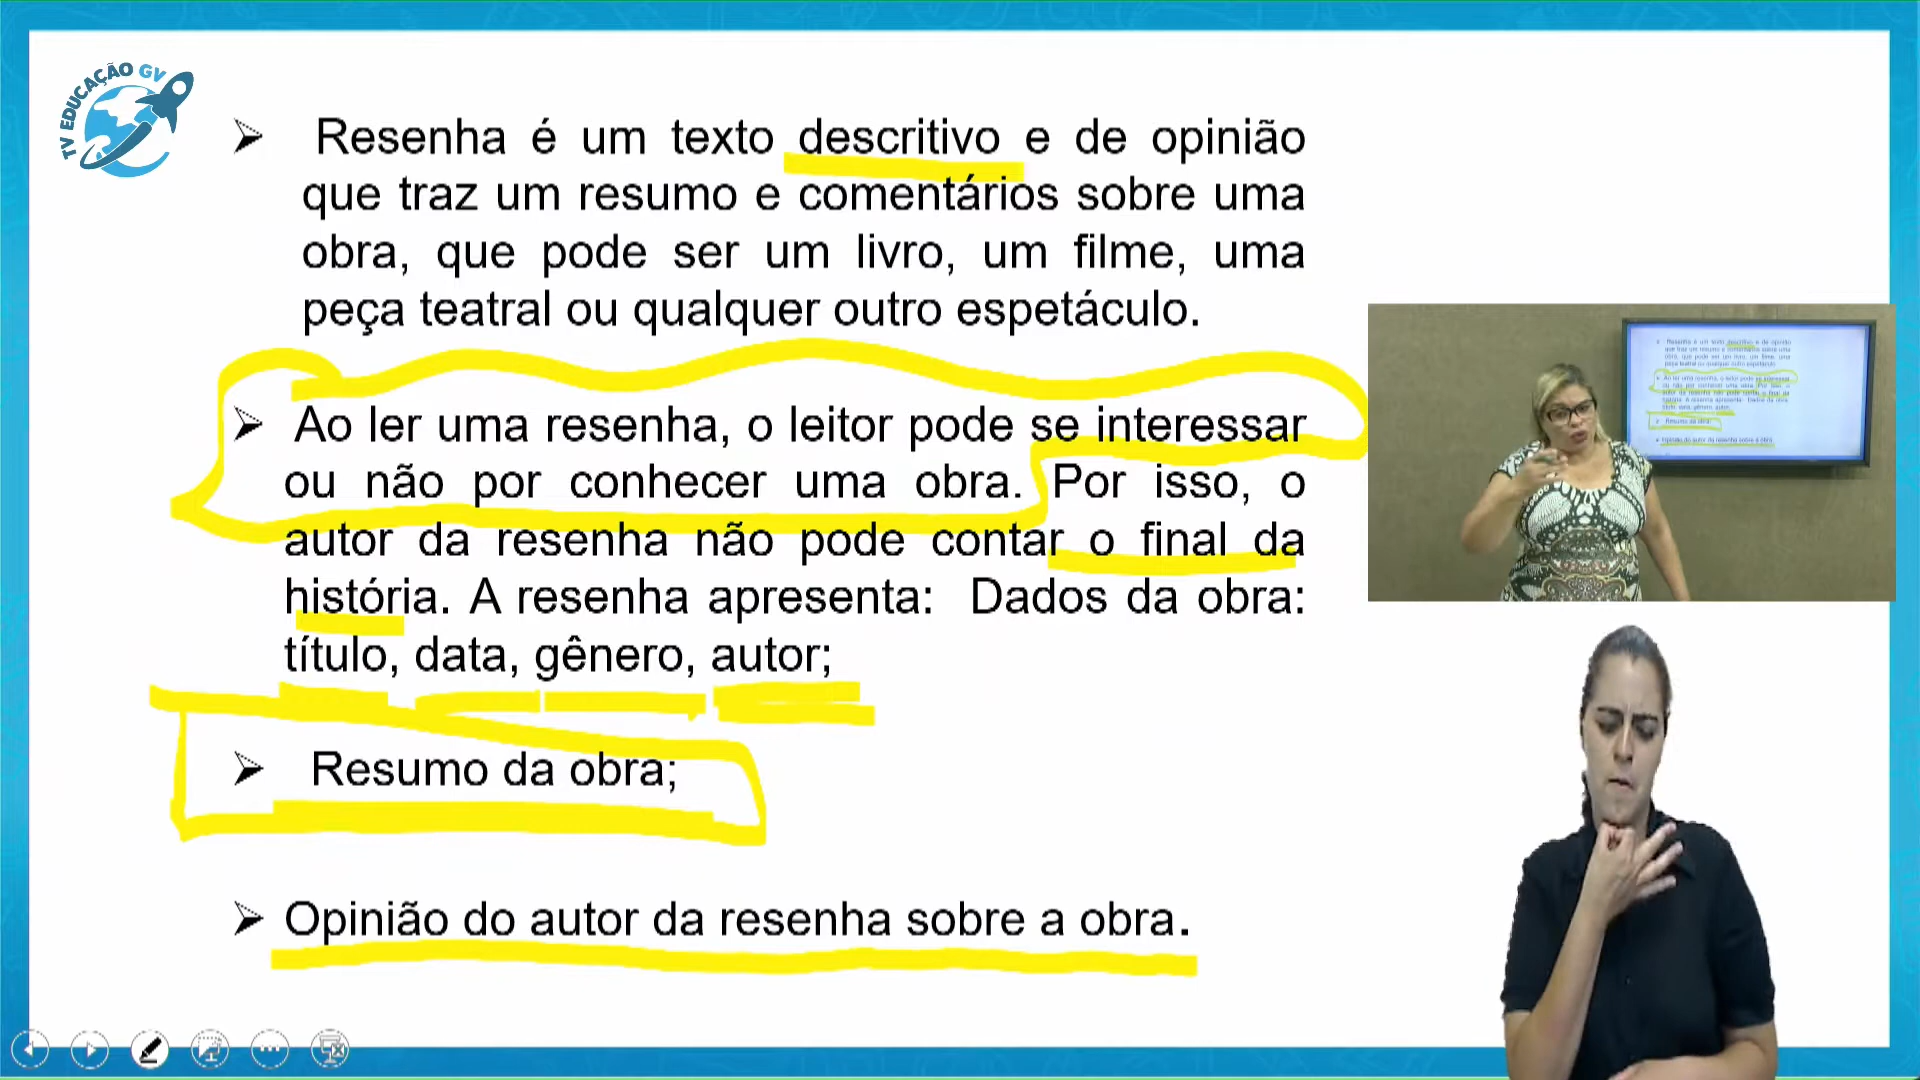 TV EDUCAÇÃO GV
➢ Resenha é um texto descritivo e de opinião
que traz um resumo e comentários sobre uma
obra, que pode ser um livro, um filme, uma
peça teatral ou qualquer outro espetáculo.
➢ Ao ler uma resenha, o leitor pode se interessar
ou não por conhecer uma obra. Por isso, o
autor da resenha não pode contar o final da
história. A resenha apresenta: Dados da obra:
título, data, gênero, autor;
➢ Resumo da obra;
➢ Opinião do autor da resenha sobre a obra.